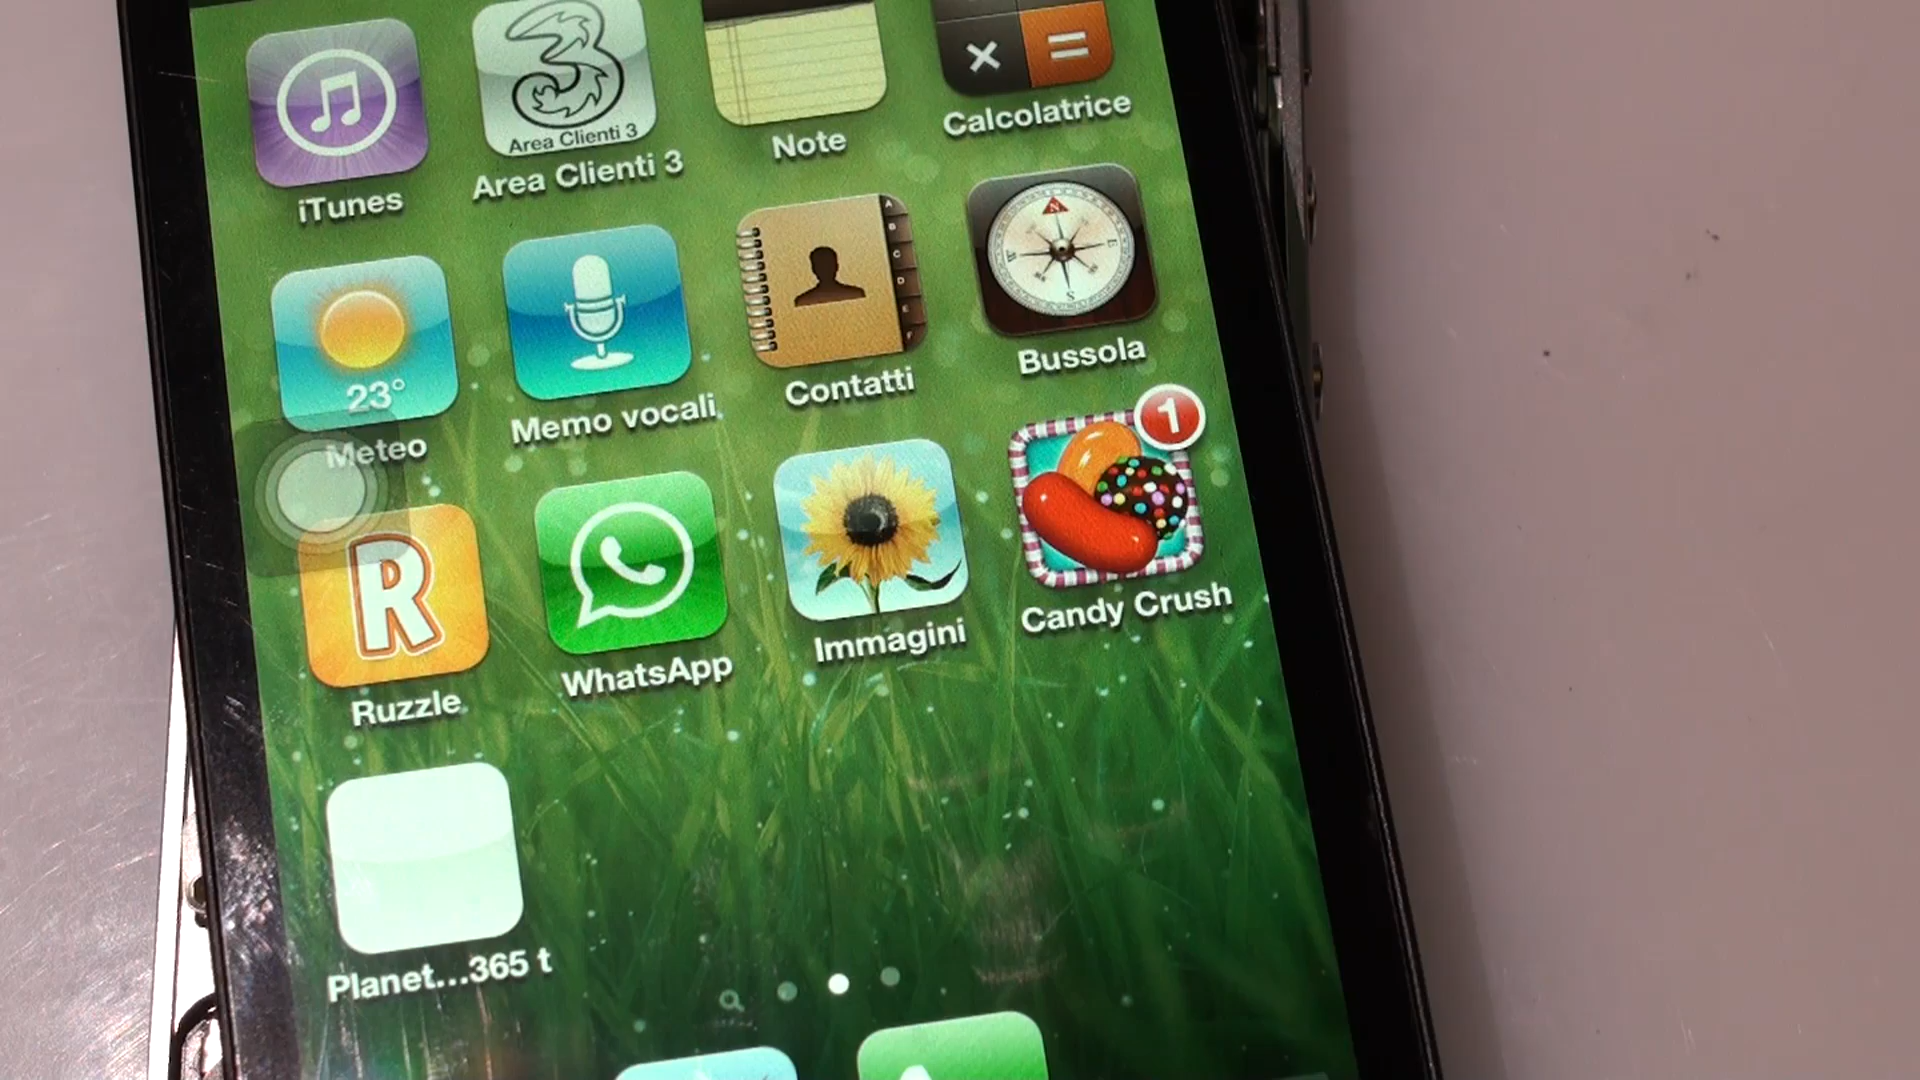 × =
Area Clienti 3
iTunes
Area Clienti 3
Note
Calcolatrice
A
B
C
D
E
F
N
E
S
W
23°
Meteo
Memo vocali
Contatti
Bussola
1
R
Ruzzle
WhatsApp
Immagini
Candy Crush
Planet...365 t